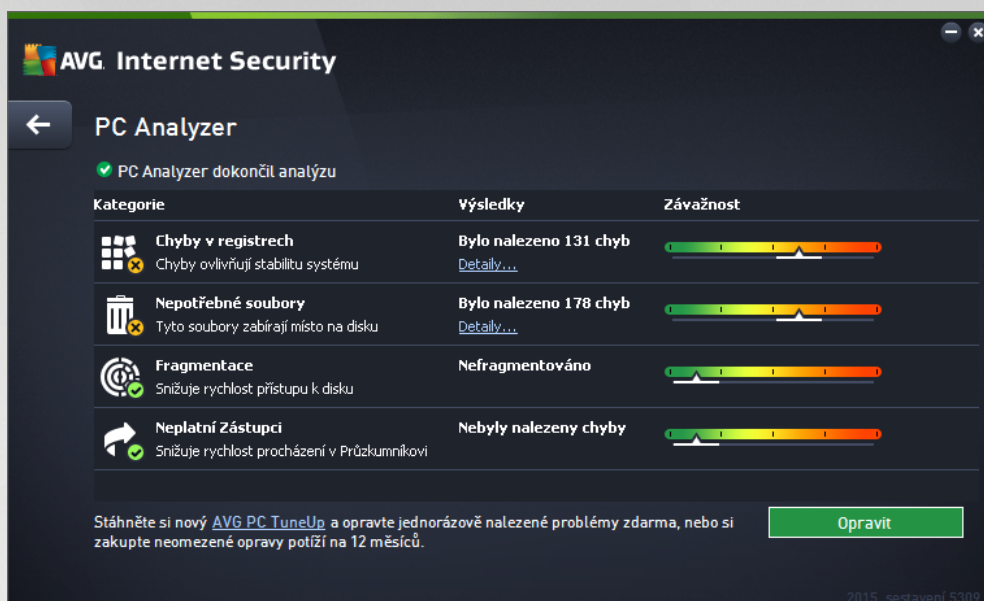 AVG. Internet Security
PC Analyzer
PC Analyzer dokončil analýzu
Kategorie Výsledky Závažnost
Chyby v registrech Bylo nalezeno 131 chyb
Chyby ovlivňují stabilitu systému Detaily...
Nepotřebné soubory Bylo nalezeno 178 chyb
Tyto soubory zabírají místo na disku Detaily...
Fragmentace Nefragmentováno
Snižuje rychlost přístupu k disku
Neplatní Zástupci Nebyly nalezeny chyby
Snižuje rychlost procházení v Průzkumníkovi
Stáhněte si nový AVG PC TuneUp a opravte jednorázově nalezené problémy zdarma, nebo si
zakupte neomezené opravy potíží na 12 měsíců.
Opravit
2015, sestavení 5309